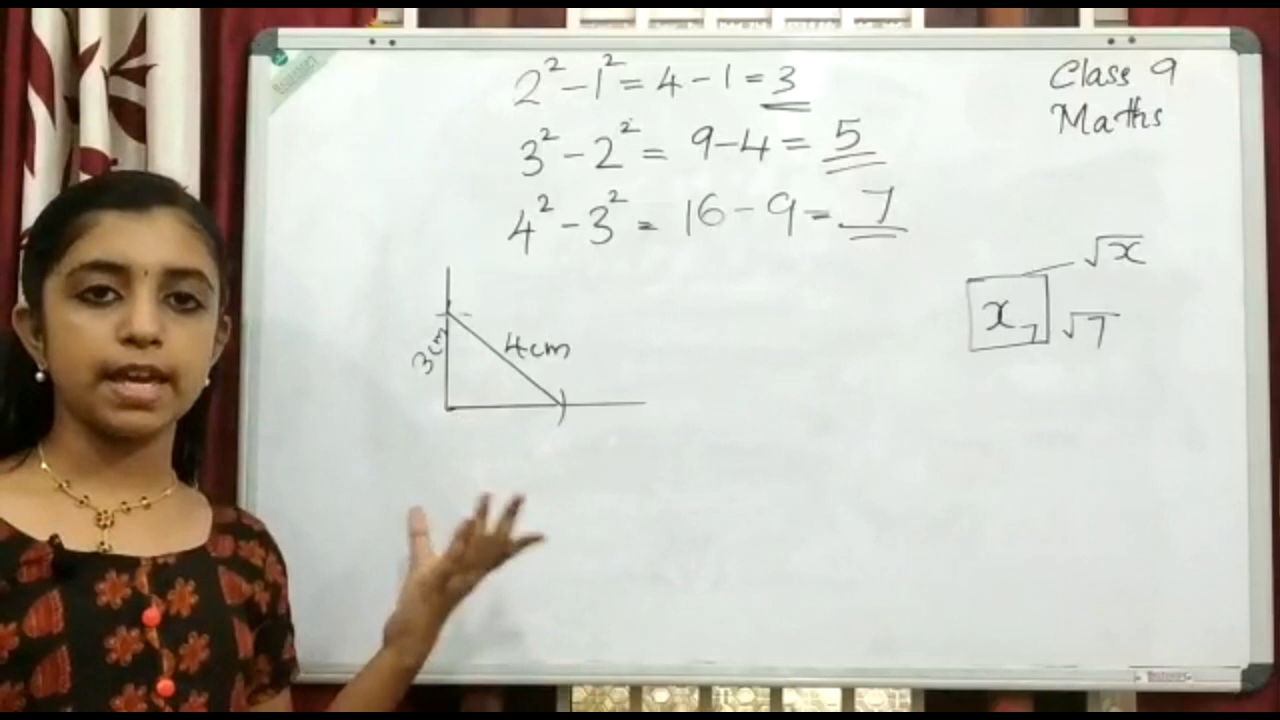 2² - 1² = 4 - 1 = 3
3² - 2² = 9 - 4 = 5
4² - 3² = 16 - 9 = 7
Class 9
Maths
3cm
4cm
√x
x 7
√7